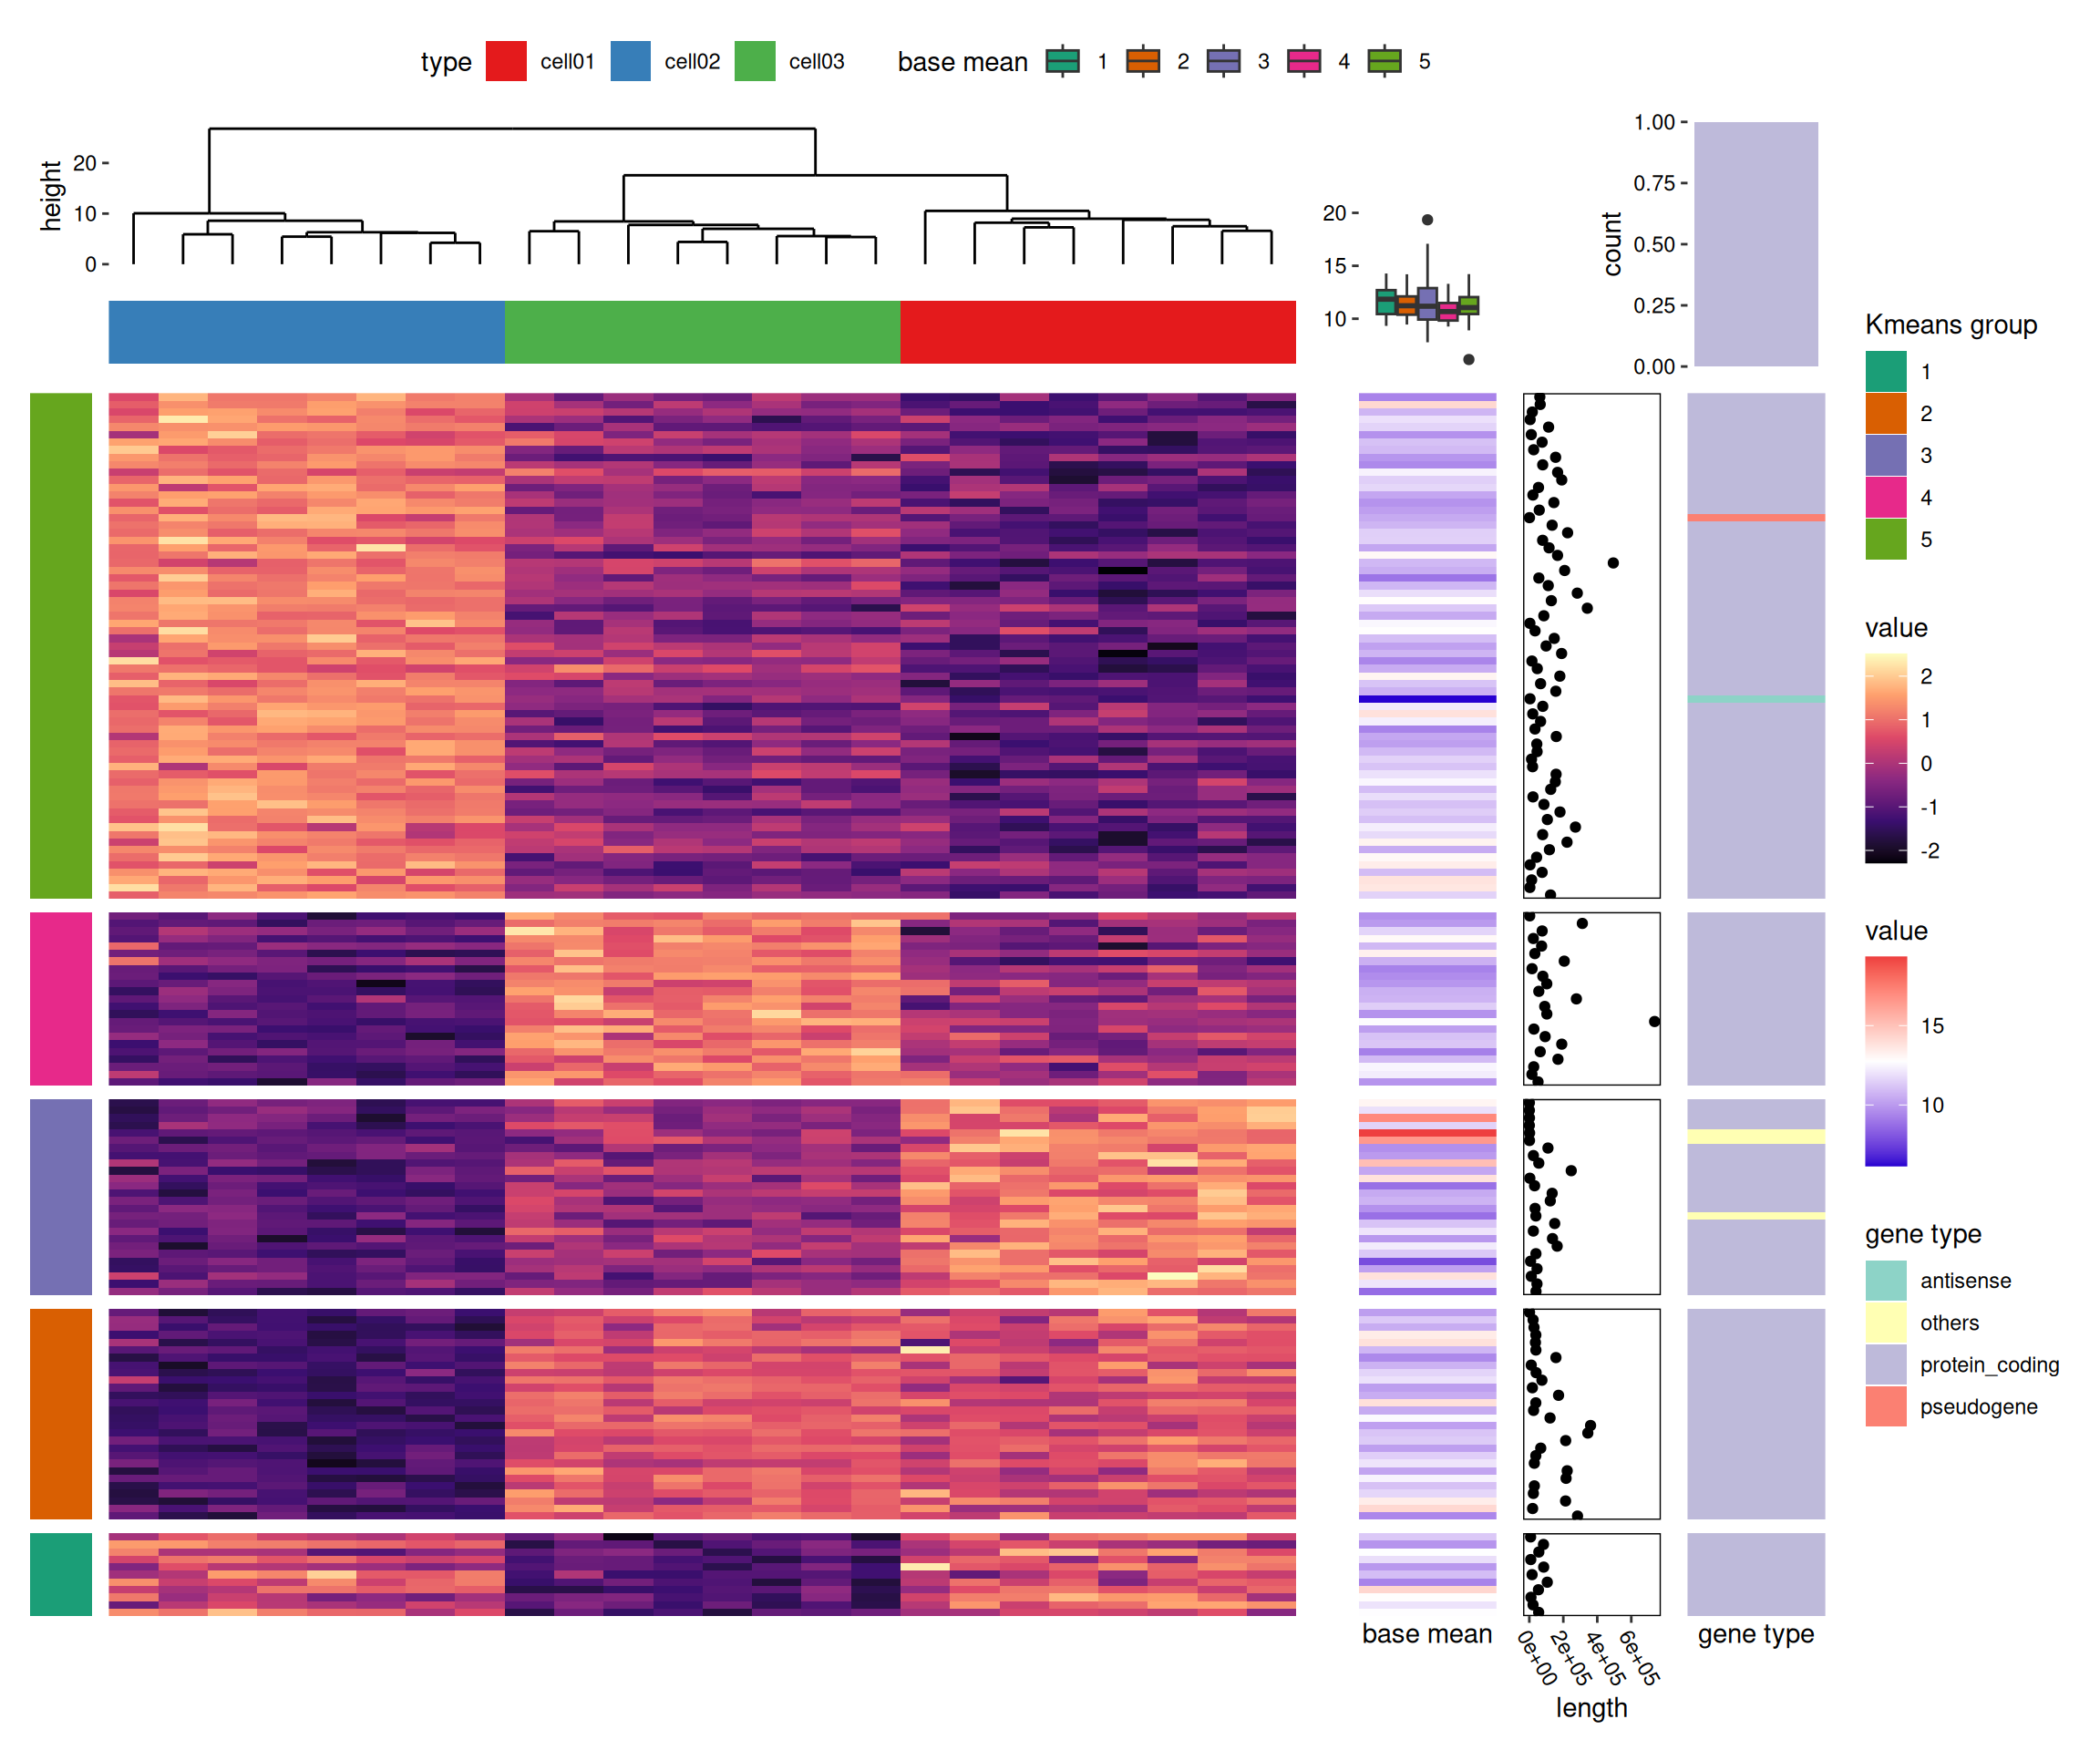 type cell01 cell02 cell03 base mean 1 2 3 4 5
height
20
10
0
20
15
10
count
1.00
0.75
0.50
0.25
0.00
Kmeans group
1
2
3
4
5
value
2
1
0
-1
-2
value
15
10
gene type
antisense
others
protein_coding
pseudogene
base mean
0e+00
2e+05
4e+05
6e+05
length
gene type